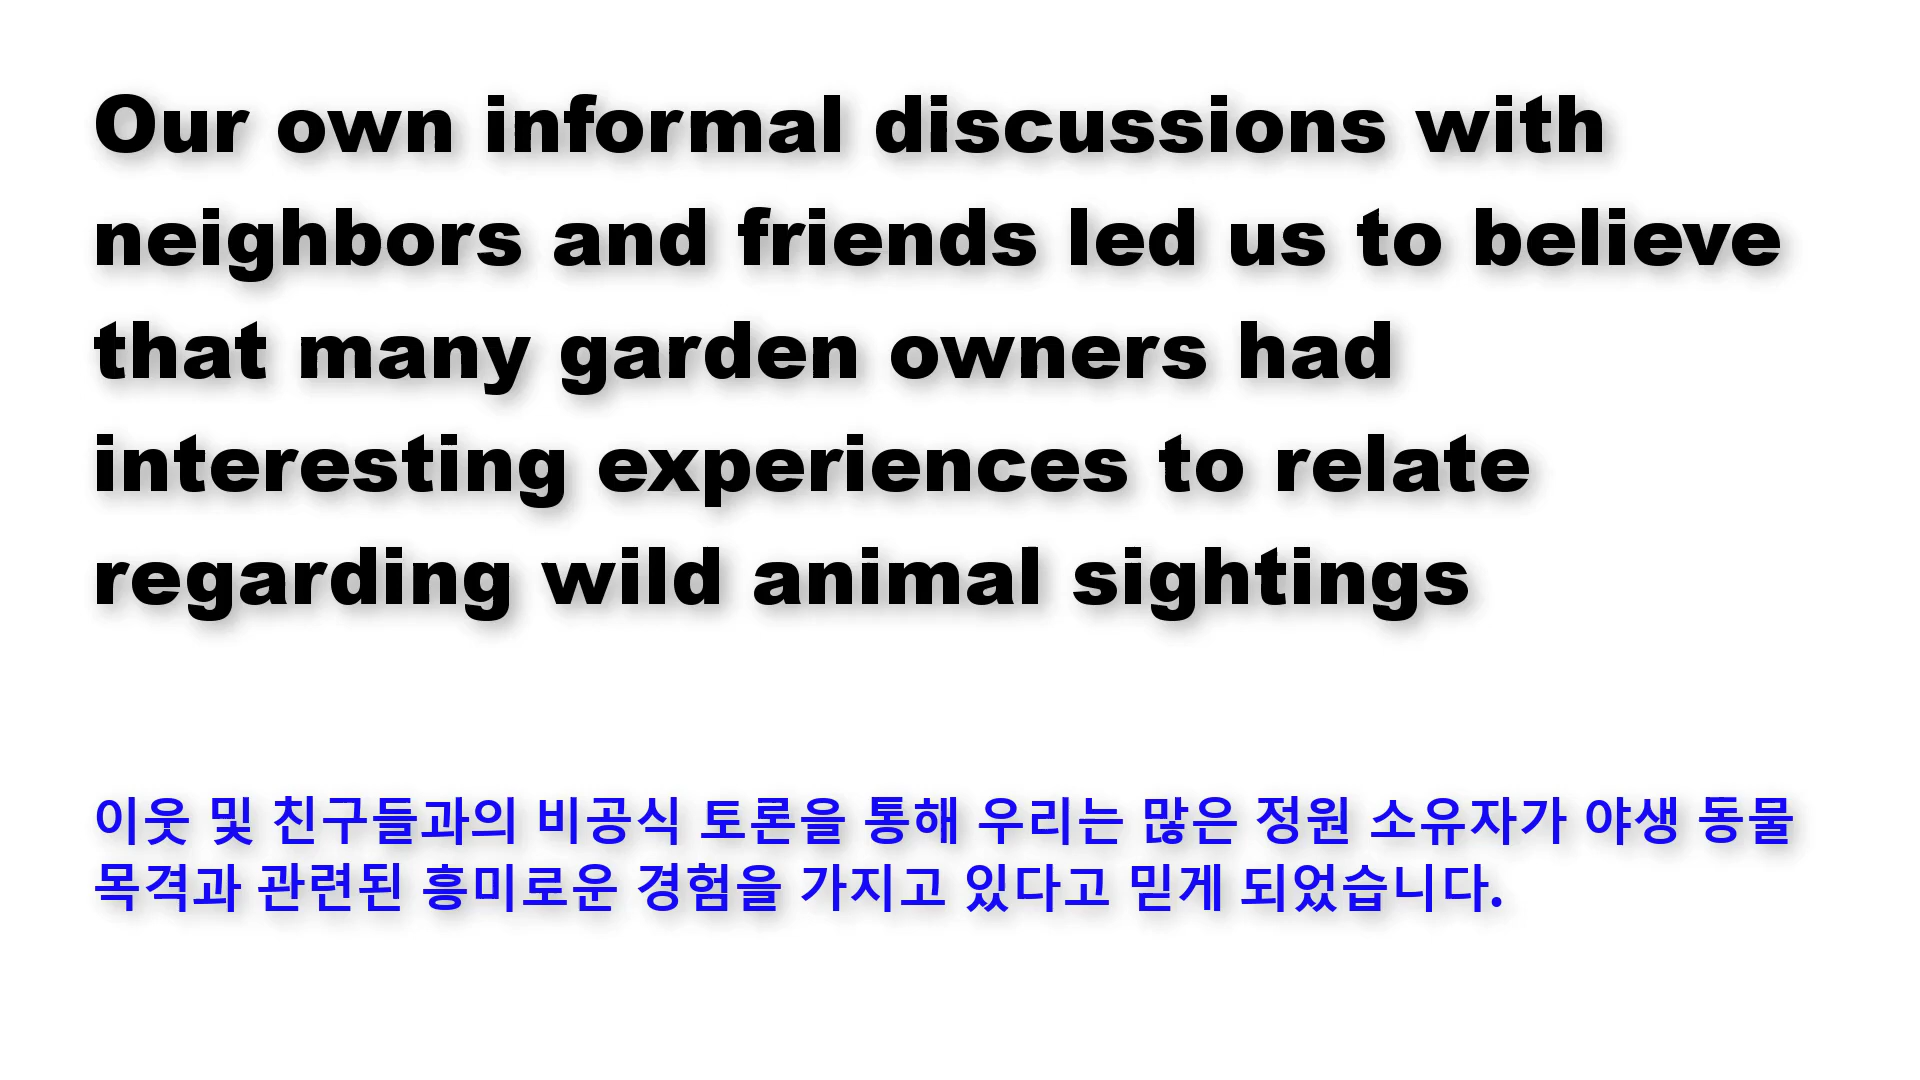 Our own informal discussions with
neighbors and friends led us to believe
that many garden owners had
interesting experiences to relate
regarding wild animal sightings
이웃 및 친구들과의 비공식 토론을 통해 우리는 많은 정원 소유자가 야생 동물
목격과 관련된 흥미로운 경험을 가지고 있다고 믿게 되었습니다.